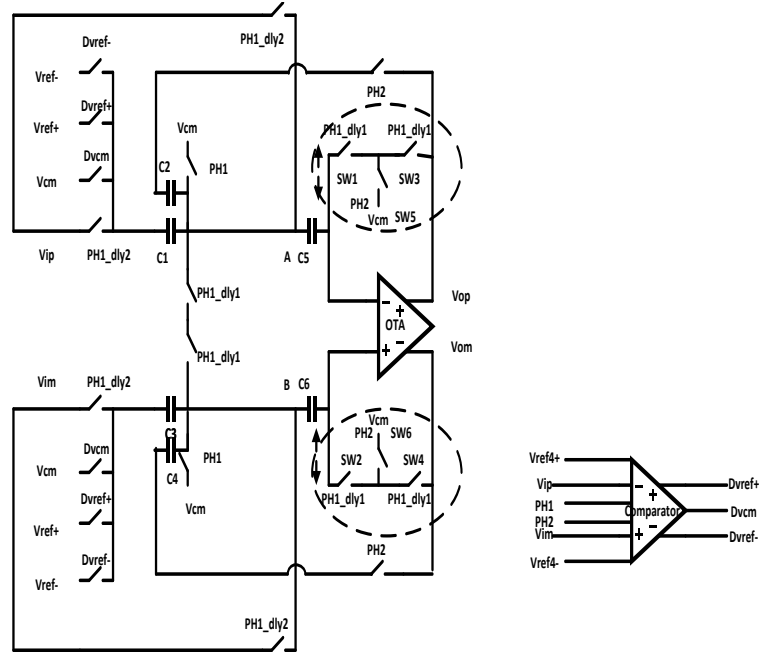 PH1_dly2
Dvref-
Vref-
PH2
Dvref+
Vref+
Vcm
PH1_dly1
PH1_dly1
Dvcm
C2
PH1
Vcm
SW1
SW3
PH2
Vcm
SW5
Vip
PH1_dly2
C1
A
C5
PH1_dly1
Vop
OTA
Vom
PH1_dly1
Vim
PH1_dly2
B
C6
C3
Vcm
PH2
SW6
Dvcm
C4
PH1
SW2
SW4
Vcm
Dvref+
Vcm
PH1_dly1
PH1_dly1
Vref+
Dvref-
PH2
Vref-
PH1_dly2
Vref4+
Vip
PH1
PH2
Vim
Vref4-
Comparator
Dvref+
Dvcm
Dvref-